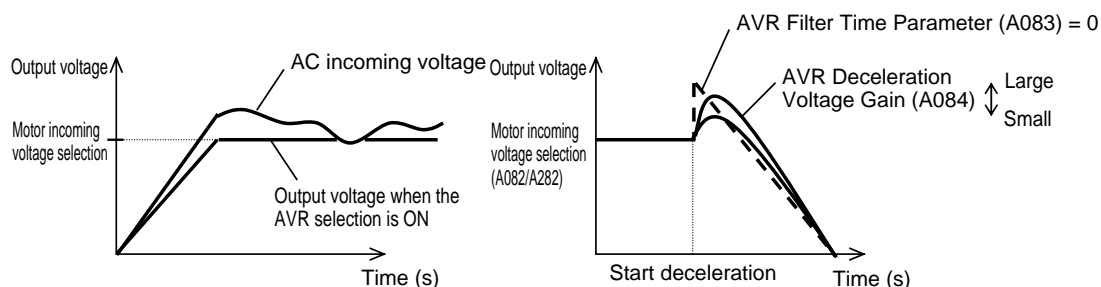 Output voltage
AC incoming voltage
Motor incoming
voltage selection
Output voltage when the
AVR selection is ON
Time (s)
AVR Filter Time Parameter (A083) = 0
Output voltage
AVR Deceleration
Voltage Gain (A084)
Large
Small
Motor incoming
voltage selection
(A082/A282)
Start deceleration
Time (s)